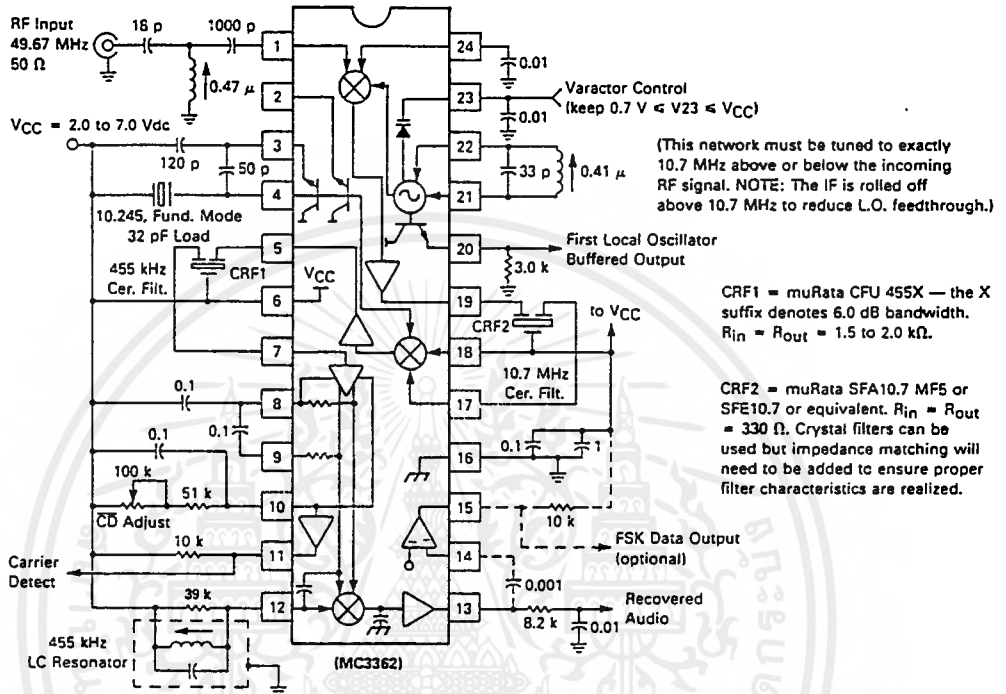 RF Input
49.67 MHz
50 Ω
18 p
1000 p
0.47 μ
VCC = 2.0 to 7.0 Vdc
120 p
50 p
10.245, Fund. Mode
32 pF Load
455 kHz
Cer. Filt.
CRF1
VCC
0.1
0.1
0.1
100 k
51 k
CD Adjust
10 k
Carrier
Detect
39 k
455 kHz
LC Resonator
1
2
3
4
5
6
7
8
9
10
11
12
(MC3362)
24
23
22
21
20
19
18
17
16
15
14
13
0.01
Varactor Control
(keep 0.7 V ≤ V23 ≤ VCC)
0.01
33 p
0.41 μ
(This network must be tuned to exactly
10.7 MHz above or below the incoming
RF signal. NOTE: The IF is rolled off
above 10.7 MHz to reduce L.O. feedthrough.)
First Local Oscillator
Buffered Output
3.0 k
CRF2
to VCC
10.7 MHz
Cer. Filt.
CRF1 = muRata CFU 455X — the X
suffix denotes 6.0 dB bandwidth.
Rin = Rout = 1.5 to 2.0 kΩ.
CRF2 = muRata SFA10.7 MF5 or
SFE10.7 or equivalent. Rin = Rout
= 330 Ω. Crystal filters can be
used but impedance matching will
need to be added to ensure proper
filter characteristics are realized.
0.1
1
10 k
FSK Data Output
(optional)
0.001
8.2 k
0.01
Recovered
Audio